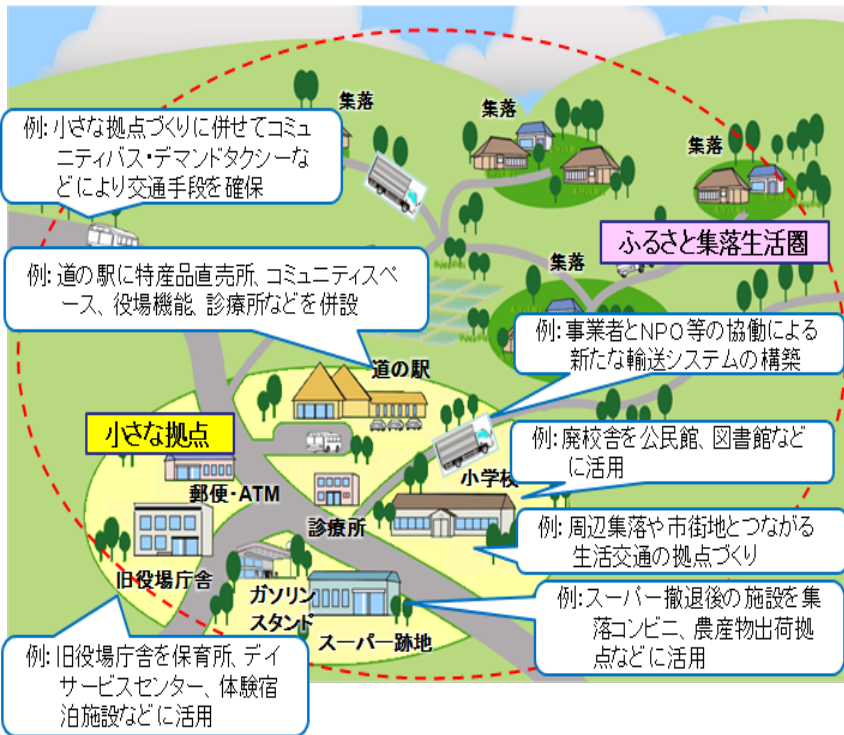 集落
集落
集落
例: 小さな拠点づくりに併せてコミュ
ニティバス・デマンドタクシーな
どにより交通手段を確保
ふるさと集落生活圏
集落
例: 道の駅に特産品直売所、コミュニティスペ
ース、役場機能、診療所などを併設
例: 事業者とNPO等の協働による
新たな輸送システムの構築
道の駅
小さな拠点
例: 廃校舎を公民館、図書館など
に活用
小学校
郵便・ATM
診療所
例: 周辺集落や市街地とつながる
生活交通の拠点づくり
旧役場庁舎
ガソリン
スタンド
スーパー跡地
例:スーパー撤退後の施設を集
落コンビニ、農産物出荷拠
点などに活用
例: 旧役場庁舎を保育所、デイ
サービスセンター、体験宿
泊施設などに活用